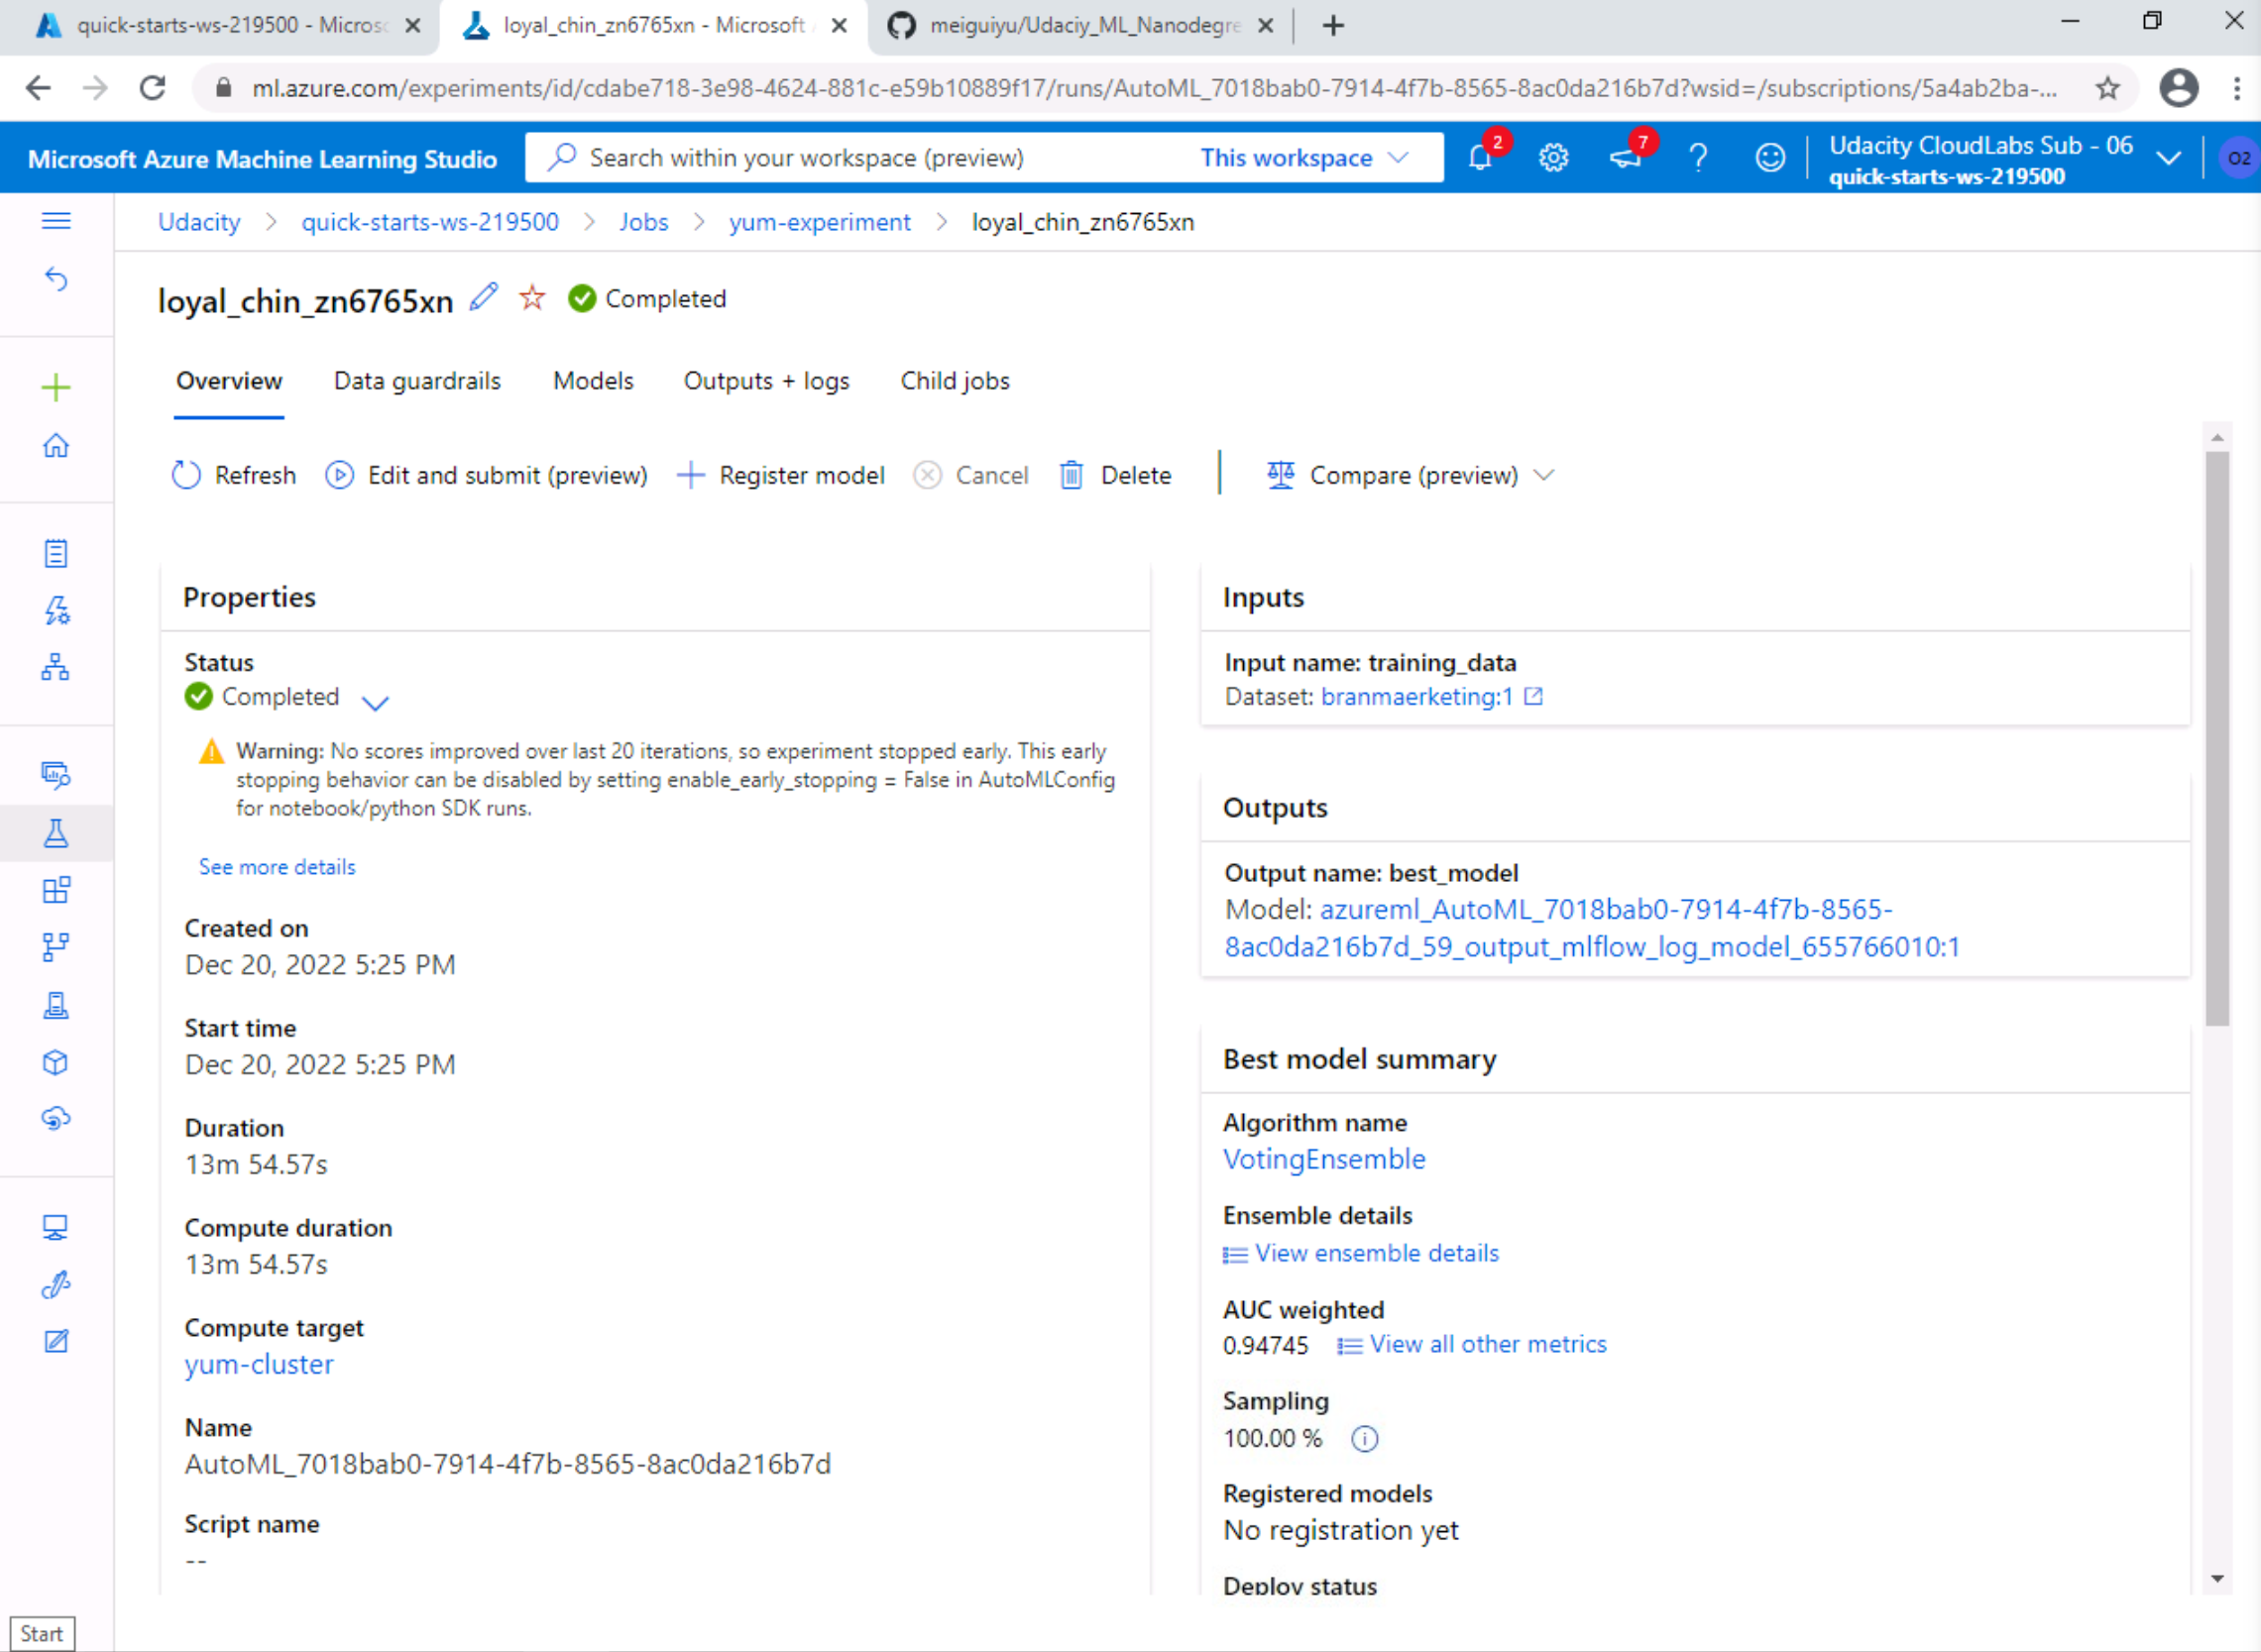 quick-starts-ws-219500 - Micros
loyal_chin_zn6765xn - Microsoft
meiguiyu/Udaciy_ML_Nanodegre
ml.azure.com/experiments/id/cdabe718-3e98-4624-881c-e59b10889f17/runs/AutoML_7018bab0-7914-4f7b-8565-8ac0da216b7d?wsid=/subscriptions/5a4ab2ba-...
Microsoft Azure Machine Learning Studio
Search within your workspace (preview)
This workspace
2
7
Udacity CloudLabs Sub - 06
quick-starts-ws-219500
O2
Udacity > quick-starts-ws-219500 > Jobs > yum-experiment > loyal_chin_zn6765xn
loyal_chin_zn6765xn
Completed
Overview
Data guardrails
Models
Outputs + logs
Child jobs
Refresh
Edit and submit (preview)
Register model
Cancel
Delete
Compare (preview)
Properties
Status
Completed
Warning: No scores improved over last 20 iterations, so experiment stopped early. This early
stopping behavior can be disabled by setting enable_early_stopping = False in AutoMLConfig
for notebook/python SDK runs.
See more details
Created on
Dec 20, 2022 5:25 PM
Start time
Dec 20, 2022 5:25 PM
Duration
13m 54.57s
Compute duration
13m 54.57s
Compute target
yum-cluster
Name
AutoML_7018bab0-7914-4f7b-8565-8ac0da216b7d
Script name
--
Inputs
Input name: training_data
Dataset: branmaerketing:1
Outputs
Output name: best_model
Model: azureml_AutoML_7018bab0-7914-4f7b-8565-
8ac0da216b7d_59_output_mlflow_log_model_655766010:1
Best model summary
Algorithm name
VotingEnsemble
Ensemble details
View ensemble details
AUC weighted
0.94745
View all other metrics
Sampling
100.00 %
Registered models
No registration yet
Deploy status
Start